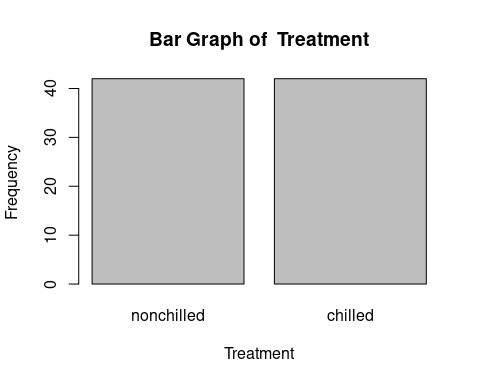 Bar Graph of  Treatment
Frequency
40
30
20
10
0
nonchilled
chilled
Treatment